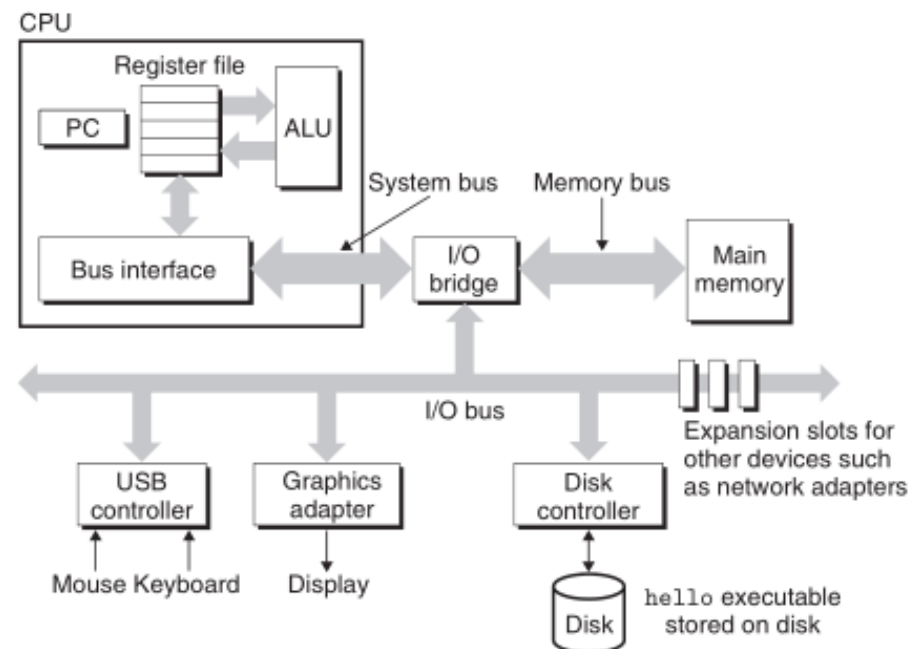 CPU
Register file
PC
ALU
System bus
Memory bus
Bus interface
I/O
bridge
Main
memory
I/O bus
Expansion slots for
other devices such
as network adapters
USB
controller
Graphics
adapter
Disk
controller
Mouse Keyboard
Display
Disk
hello executable
stored on disk